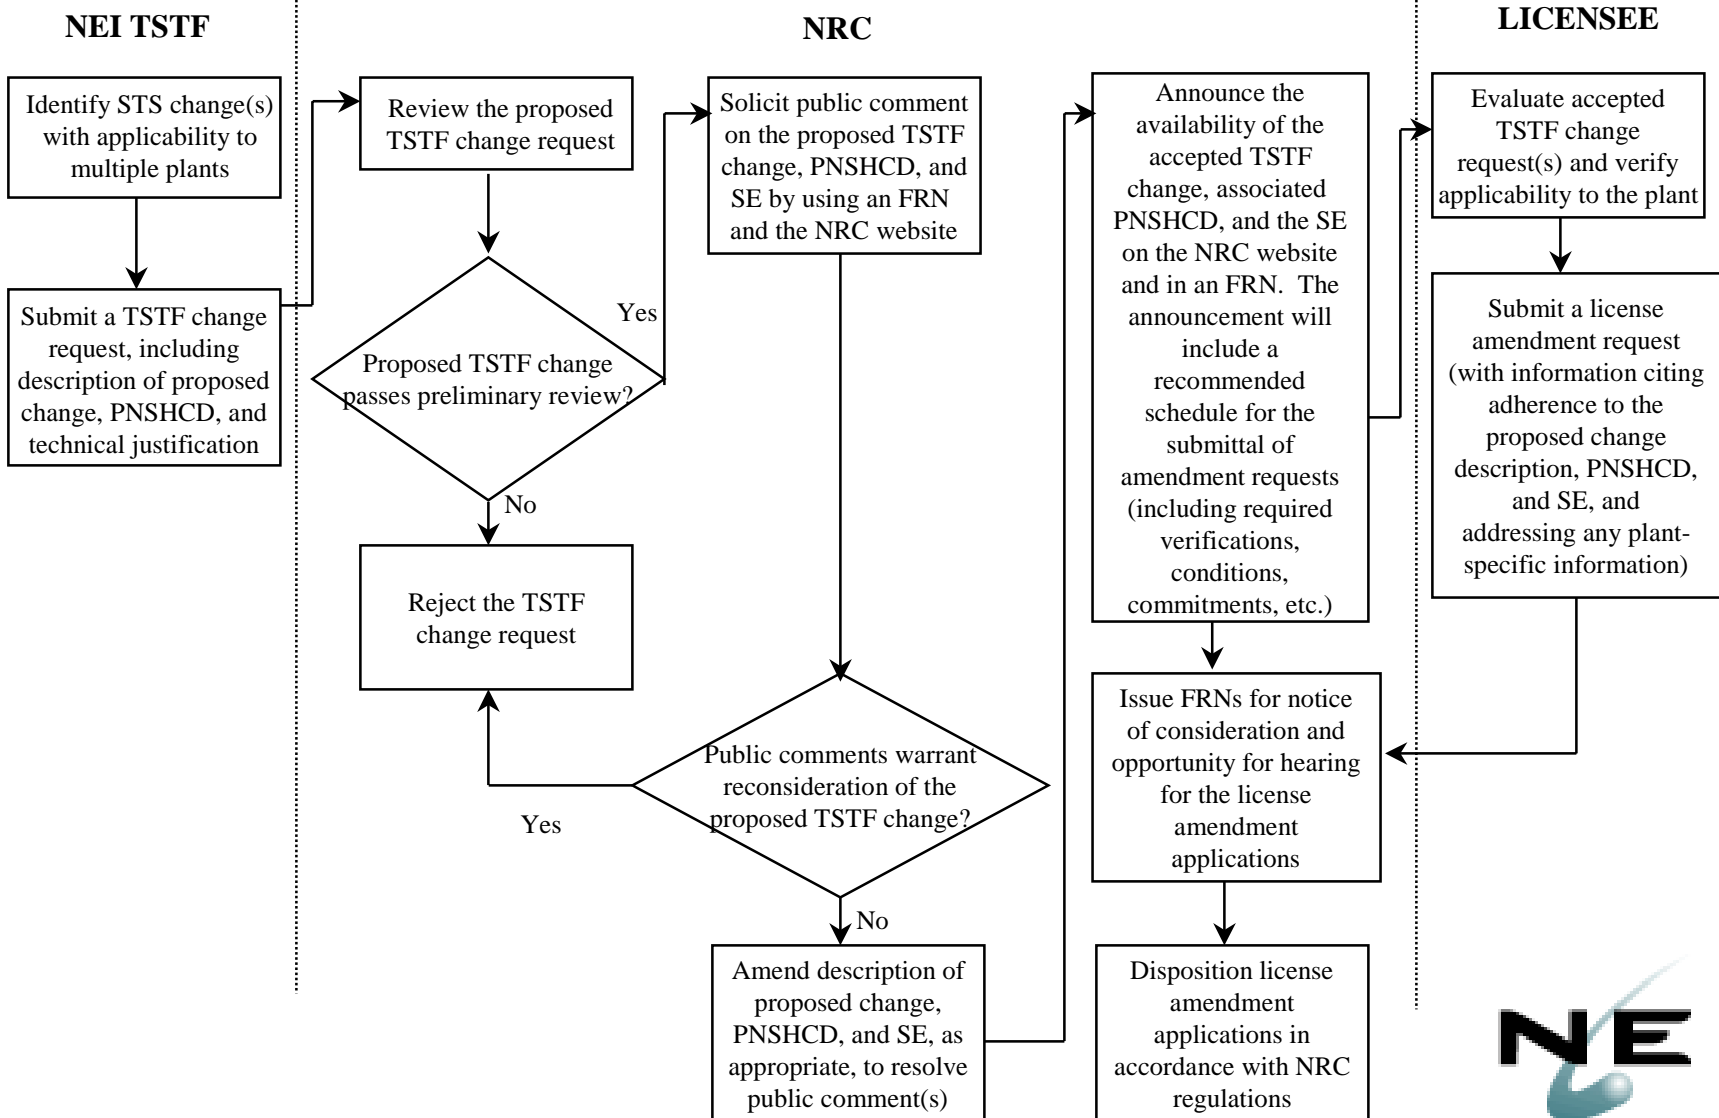 NEI TSTF
NRC
LICENSEE
Identify STS change(s)
with applicability to
multiple plants
Submit a TSTF change
request, including
description of proposed
change, PNSHCD, and
technical justification
Review the proposed
TSTF change request
Proposed TSTF change
passes preliminary review?
Yes
No
Reject the TSTF
change request
Solicit public comment
on the proposed TSTF
change, PNSHCD, and
SE by using an FRN
and the NRC website
Public comments warrant
reconsideration of the
proposed TSTF change?
Yes
No
Amend description of
proposed change,
PNSHCD, and SE, as
appropriate, to resolve
public comment(s)
Announce the
availability of the
accepted TSTF
change, associated
PNSHCD, and the SE
on the NRC website
and in an FRN. The
announcement will
include a
recommended
schedule for the
submittal of
amendment requests
(including required
verifications,
conditions,
commitments, etc.)
Issue FRNs for notice
of consideration and
opportunity for hearing
for the license
amendment
applications
Disposition license
amendment
applications in
accordance with NRC
regulations
Evaluate accepted
TSTF change
request(s) and verify
applicability to the plant
Submit a license
amendment request
(with information citing
adherence to the
proposed change
description, PNSHCD,
and SE, and
addressing any plant-
specific information)
NE